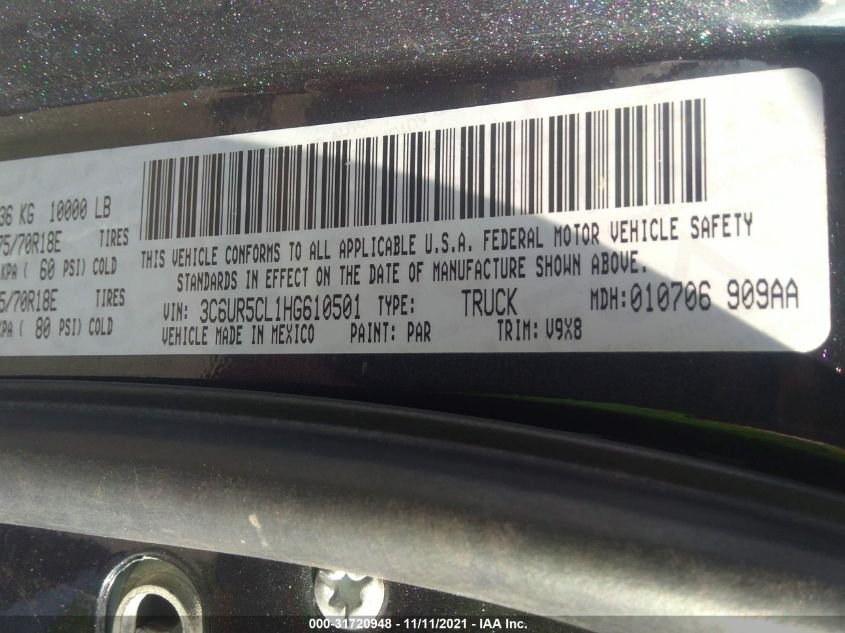 36 KG 10000 LB
75/70R18E TIRES
KPA ( 60 PSI) COLD
5/70R18E TIRES
KPA ( 80 PSI) COLD
THIS VEHICLE CONFORMS TO ALL APPLICABLE U.S.A. FEDERAL MOTOR VEHICLE SAFETY
STANDARDS IN EFFECT ON THE DATE OF MANUFACTURE SHOWN ABOVE.
VIN: 3C6UR5CL1HG610501 TYPE: TRUCK MDH:010706 909AA
VEHICLE MADE IN MEXICO PAINT: PAR TRIM: V9X8
000-31720948 - 11/11/2021 - IAA Inc.